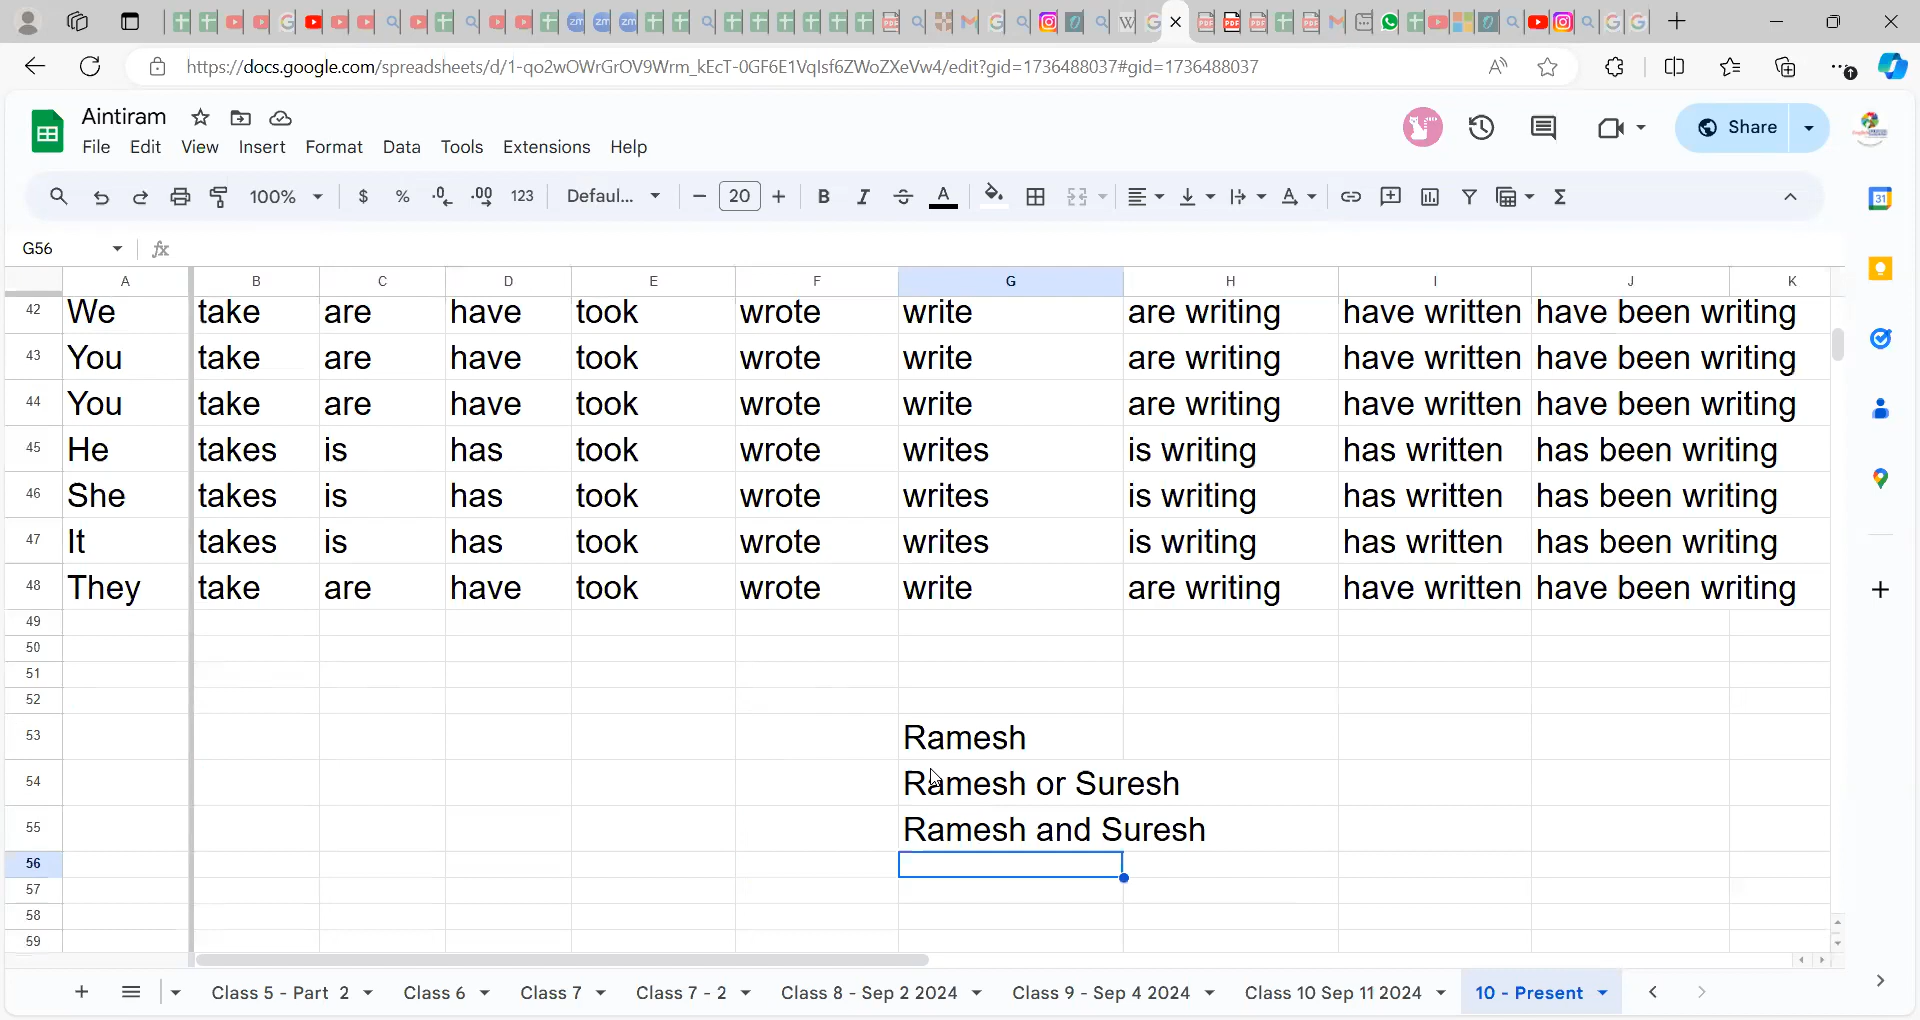 https://docs.google.com/spreadsheets/d/1-qo2wOWrGrOV9Wrm_kEcT-0GF6E1VqIsf6ZWoZXeVw4/edit?gid=1736488037#gid=1736488037
Aintiram
File Edit View Insert Format Data Tools Extensions Help
Share
100% $ % .0 .00 123 Defaul... 20
G56
A B C D E F G H I J K
42 We take are have took wrote write are writing have written have been writing
43 You take are have took wrote write are writing have written have been writing
44 You take are have took wrote write are writing have written have been writing
45 He takes is has took wrote writes is writing has written has been writing
46 She takes is has took wrote writes is writing has written has been writing
47 It takes is has took wrote writes is writing has written has been writing
48 They take are have took wrote write are writing have written have been writing
49
50
51
52
53 Ramesh
54 Ramesh or Suresh
55 Ramesh and Suresh
56
57
58
59
Class 5 - Part 2 Class 6 Class 7 Class 7 - 2 Class 8 - Sep 2 2024 Class 9 - Sep 4 2024 Class 10 Sep 11 2024 10 - Present